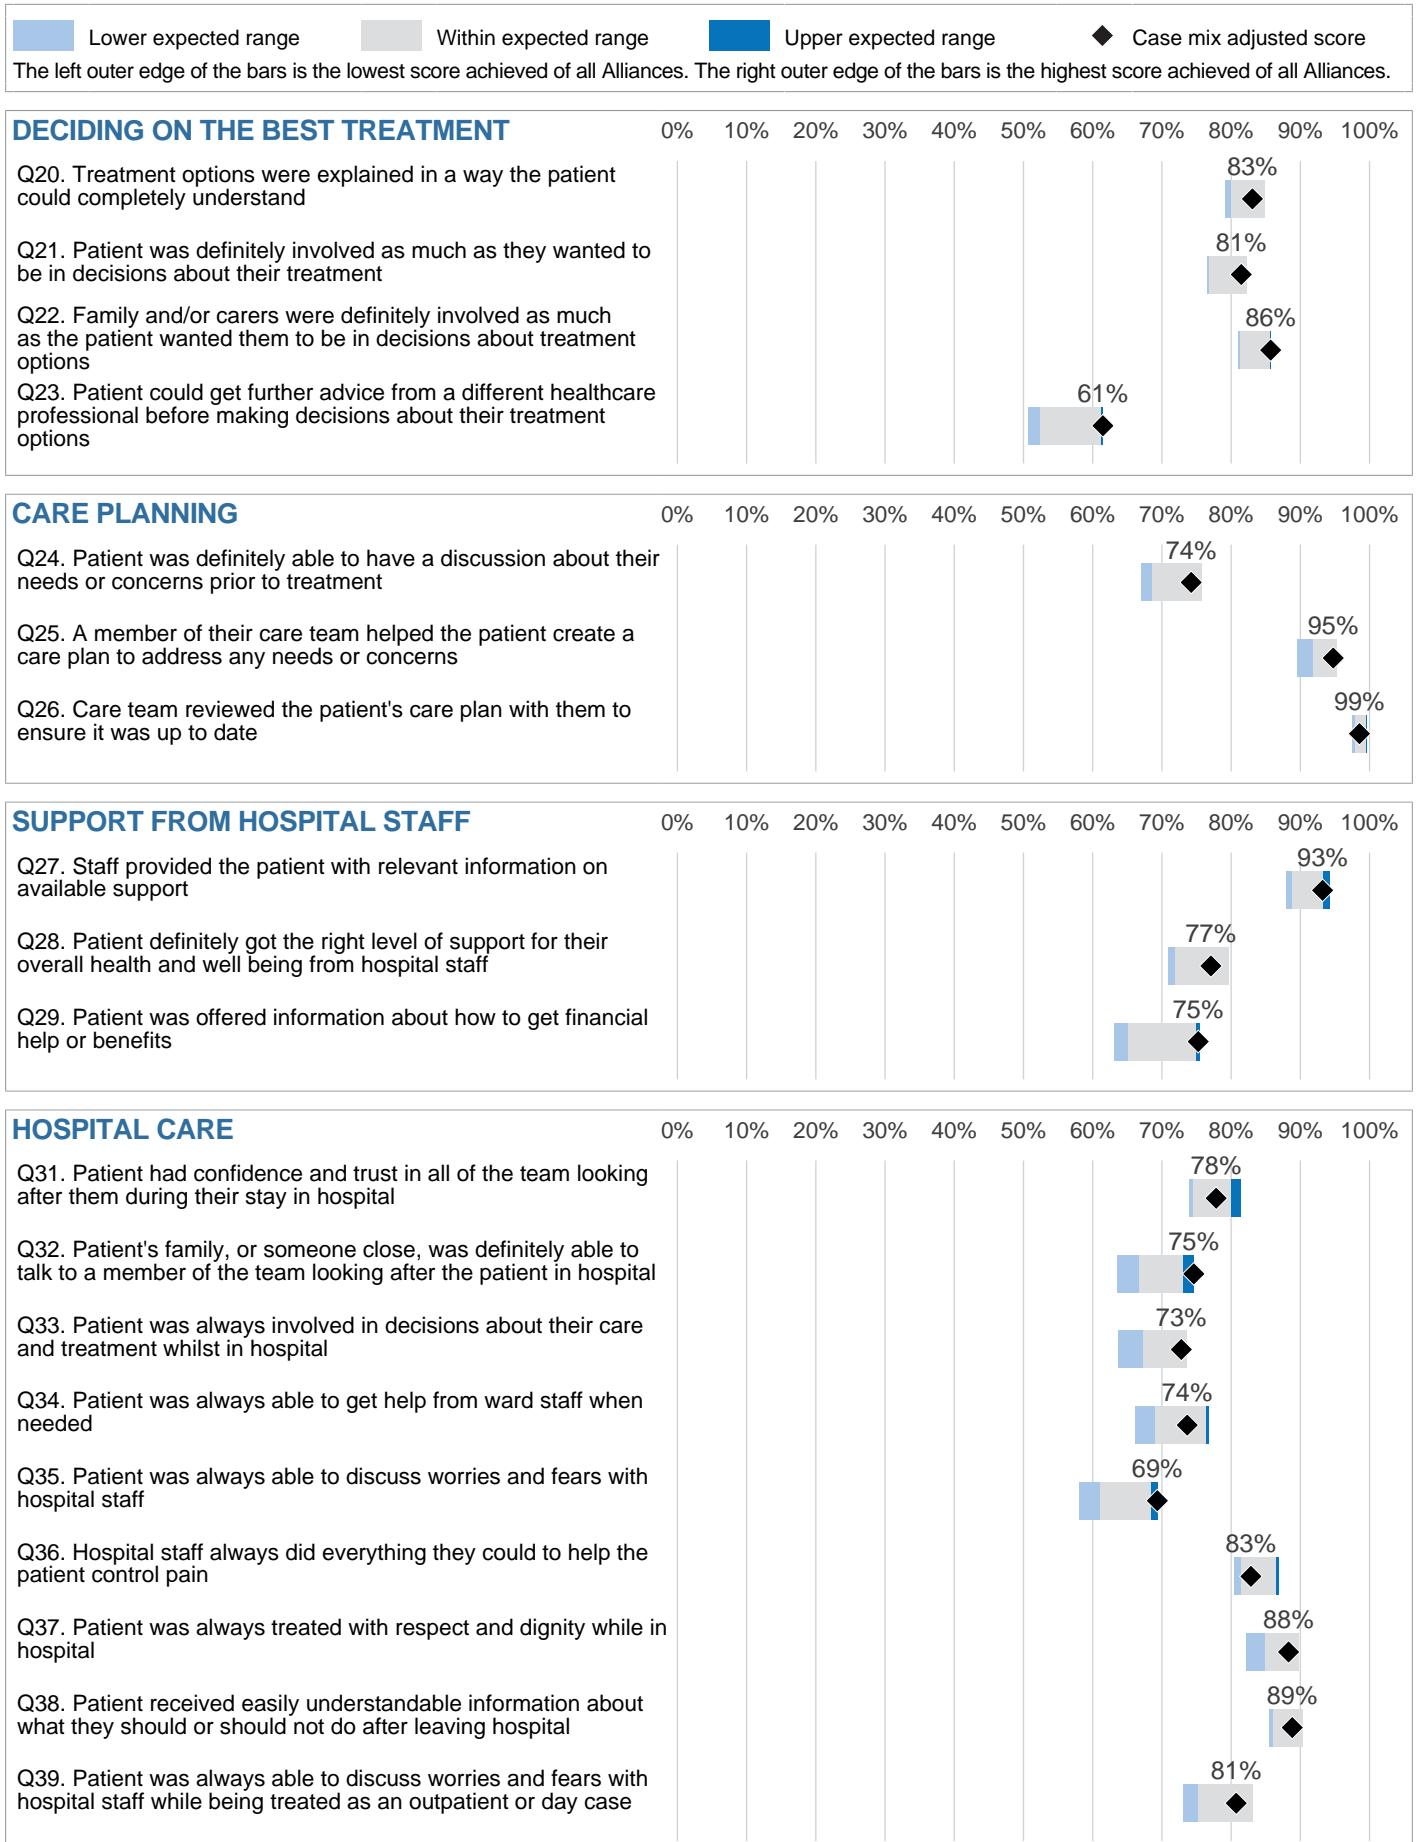 Lower expected range Within expected range Upper expected range Case mix adjusted score
The left outer edge of the bars is the lowest score achieved of all Alliances. The right outer edge of the bars is the highest score achieved of all Alliances.
DECIDING ON THE BEST TREATMENT 0% 10% 20% 30% 40% 50% 60% 70% 80% 90% 100%
Q20. Treatment options were explained in a way the patient
could completely understand
83%
Q21. Patient was definitely involved as much as they wanted to
be in decisions about their treatment
81%
Q22. Family and/or carers were definitely involved as much
as the patient wanted them to be in decisions about treatment
options
86%
Q23. Patient could get further advice from a different healthcare
professional before making decisions about their treatment
options
61%
CARE PLANNING 0% 10% 20% 30% 40% 50% 60% 70% 80% 90% 100%
Q24. Patient was definitely able to have a discussion about their
needs or concerns prior to treatment
74%
Q25. A member of their care team helped the patient create a
care plan to address any needs or concerns
95%
Q26. Care team reviewed the patient's care plan with them to
ensure it was up to date
99%
SUPPORT FROM HOSPITAL STAFF 0% 10% 20% 30% 40% 50% 60% 70% 80% 90% 100%
Q27. Staff provided the patient with relevant information on
available support
93%
Q28. Patient definitely got the right level of support for their
overall health and well being from hospital staff
77%
Q29. Patient was offered information about how to get financial
help or benefits
75%
HOSPITAL CARE 0% 10% 20% 30% 40% 50% 60% 70% 80% 90% 100%
Q31. Patient had confidence and trust in all of the team looking
after them during their stay in hospital
78%
Q32. Patient's family, or someone close, was definitely able to
talk to a member of the team looking after the patient in hospital
75%
Q33. Patient was always involved in decisions about their care
and treatment whilst in hospital
73%
Q34. Patient was always able to get help from ward staff when
needed
74%
Q35. Patient was always able to discuss worries and fears with
hospital staff
69%
Q36. Hospital staff always did everything they could to help the
patient control pain
83%
Q37. Patient was always treated with respect and dignity while in
hospital
88%
Q38. Patient received easily understandable information about
what they should or should not do after leaving hospital
89%
Q39. Patient was always able to discuss worries and fears with
hospital staff while being treated as an outpatient or day case
81%